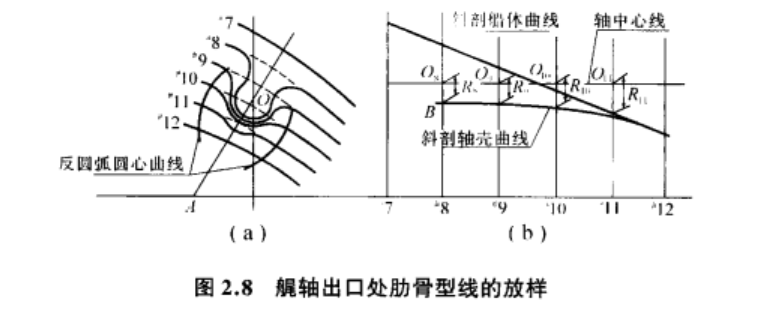 #7
#8
#9
#10
#11
#12
O
反圆弧圆心曲线
A
(a)
斜剖船体曲线
轴中心线
O₈
O₉
O₁₀
O₁₁
R₈
R₉
R₁₀
R₁₁
B
斜剖轴壳曲线
#7
#8
#9
#10
#11
#12
(b)
图 2.8 艉轴出口处肋骨型线的放样